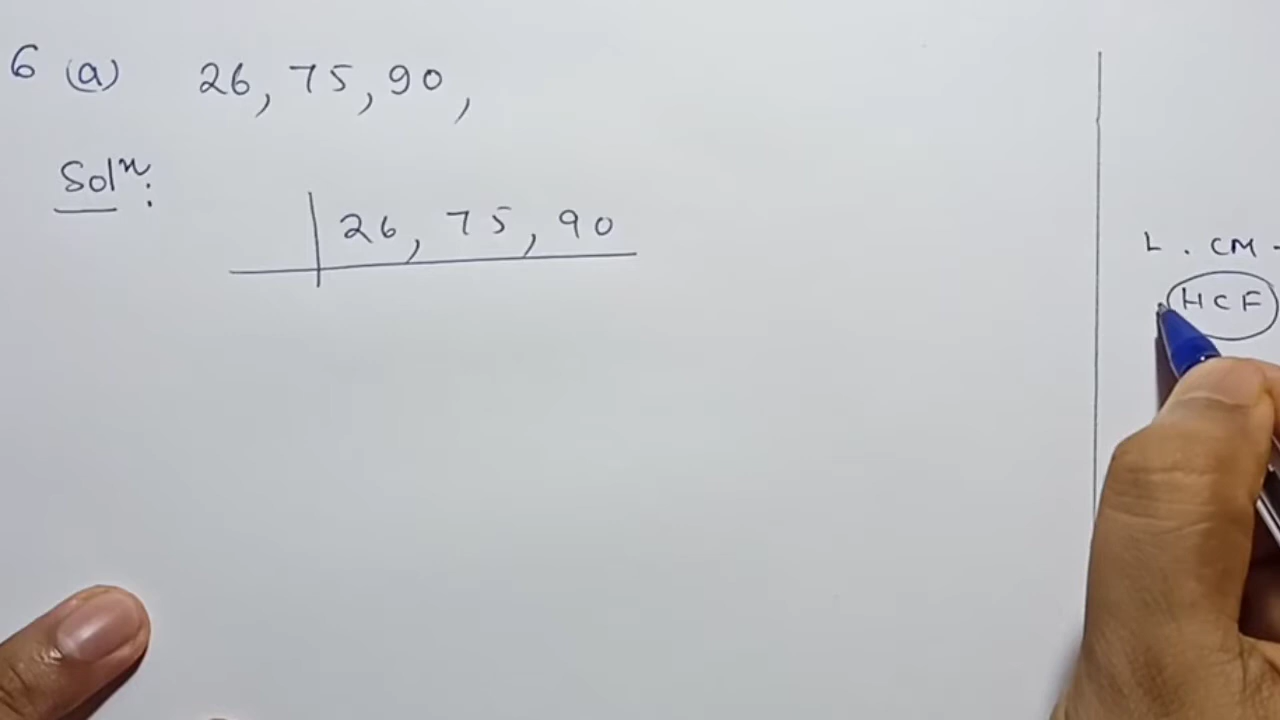 6 (a) 26, 75, 90,
Solⁿ:
26, 75, 90
L . CM -
HCF